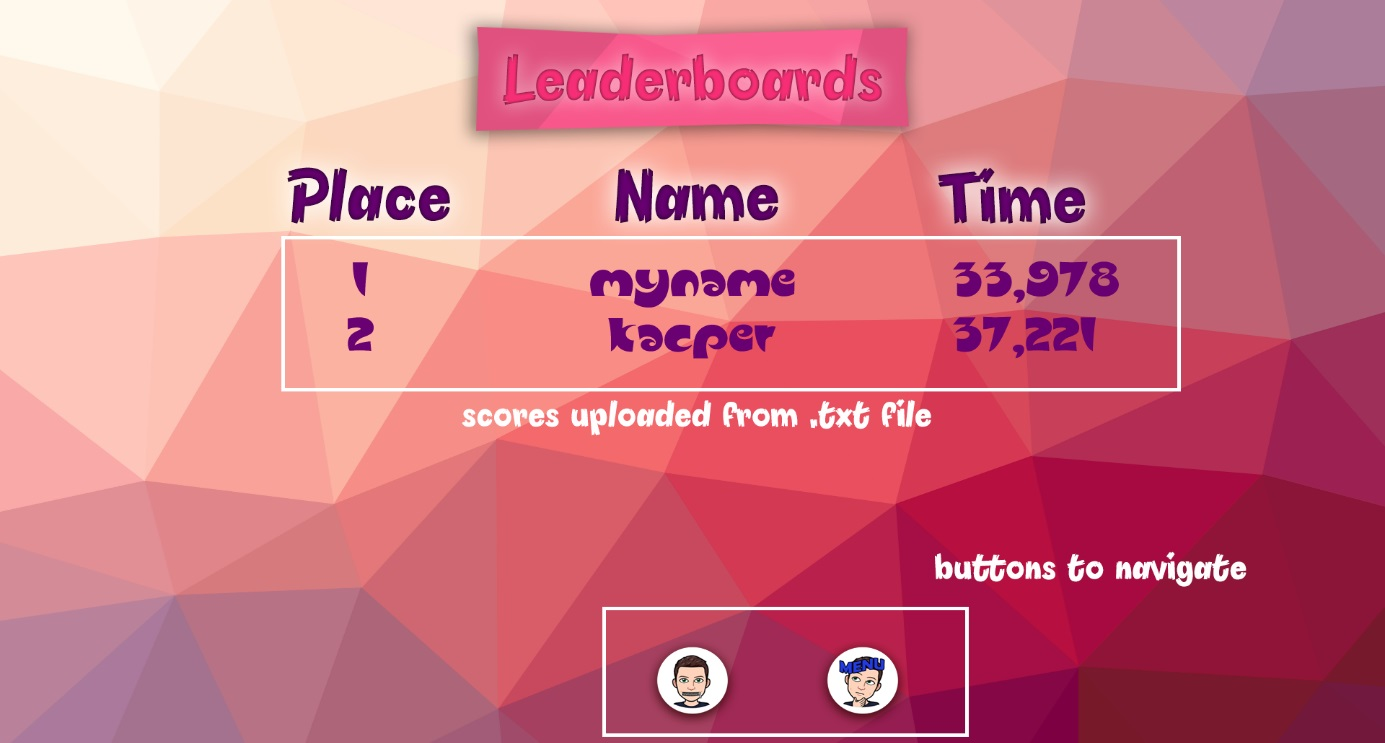 Leaderboards
Place Name Time
1 myname 33,978
2 kacper 37,221
scores uploaded from .txt file
buttons to navigate
MENU